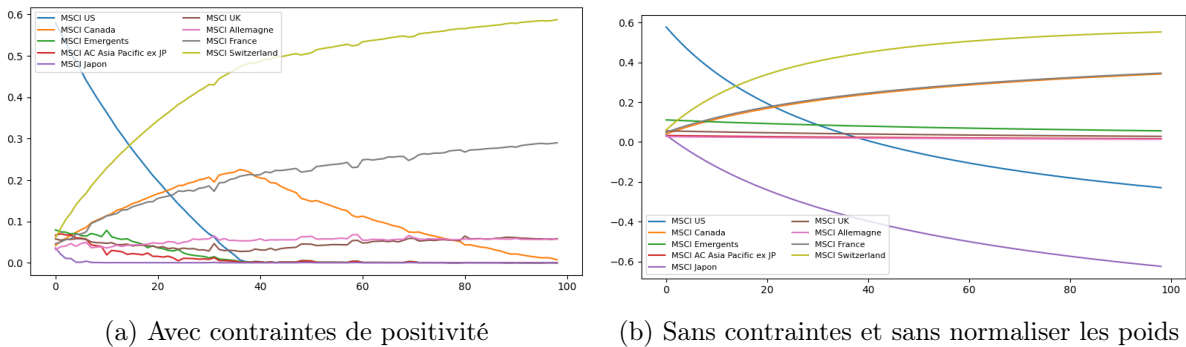 MSCI US
MSCI Canada
MSCI Emergents
MSCI AC Asia Pacific ex JP
MSCI Japon
MSCI UK
MSCI Allemagne
MSCI France
MSCI Switzerland
0.6
0.5
0.4
0.3
0.2
0.1
0.0
0 20 40 60 80 100
(a) Avec contraintes de positivité
0.6
0.4
0.2
0.0
−0.2
−0.4
−0.6
MSCI US
MSCI Canada
MSCI Emergents
MSCI AC Asia Pacific ex JP
MSCI Japon
MSCI UK
MSCI Allemagne
MSCI France
MSCI Switzerland
0 20 40 60 80 100
(b) Sans contraintes et sans normaliser les poids